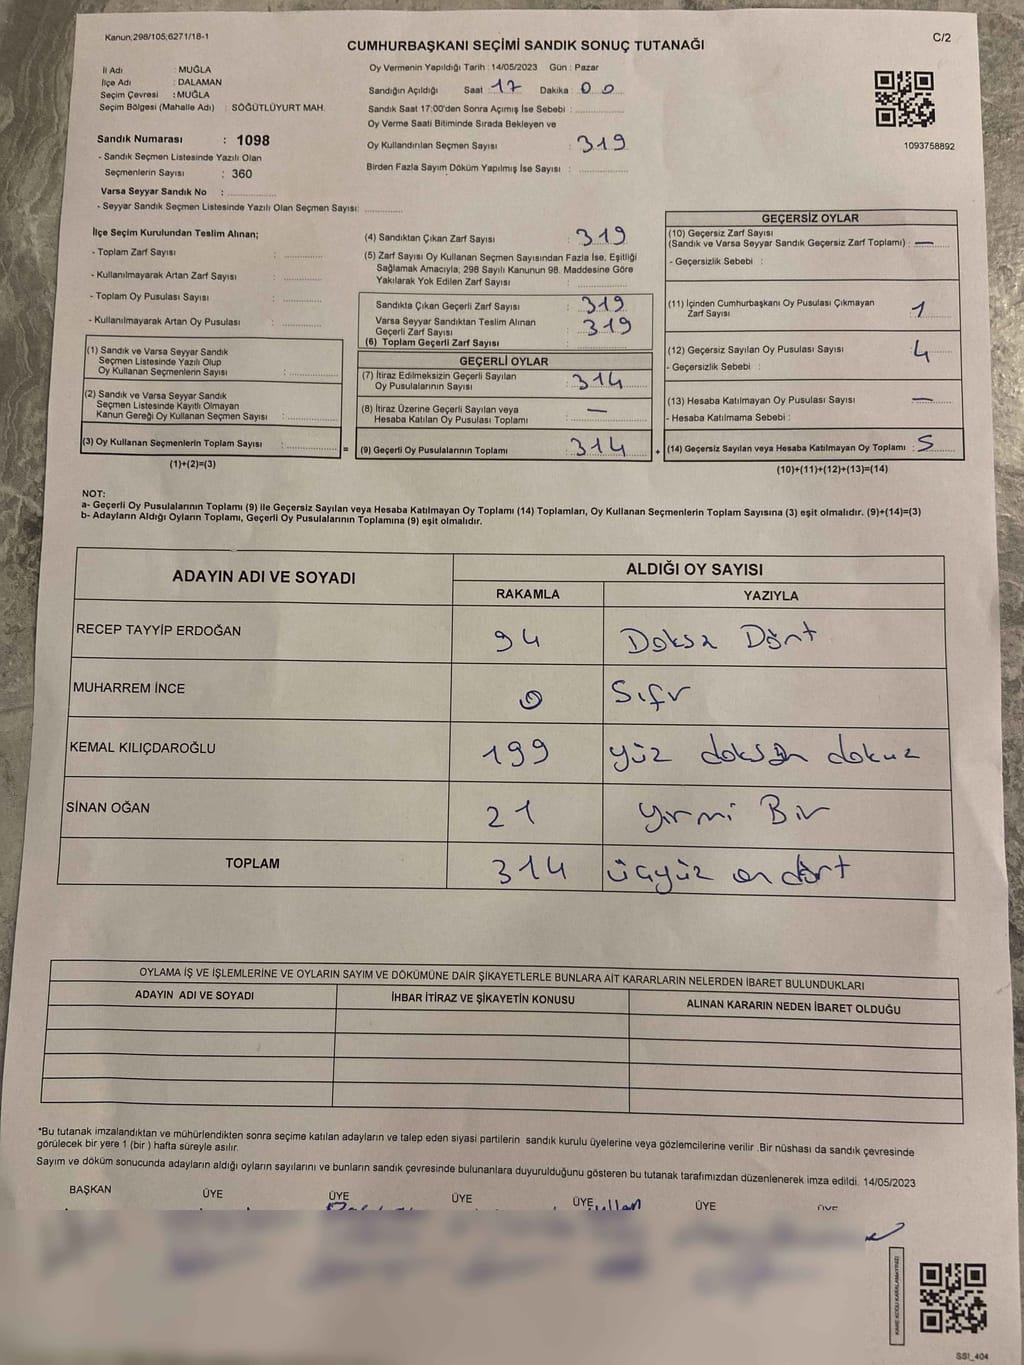 Kanun;298/105;6271/18-1
C/2
CUMHURBAŞKANI SEÇİMİ SANDIK SONUÇ TUTANAĞI
İl Adı : MUĞLA
İlçe Adı : DALAMAN
Seçim Çevresi : MUĞLA
Seçim Bölgesi (Mahalle Adı) : SÖĞÜTLÜYURT MAH.
Sandık Numarası : 1098
- Sandık Seçmen Listesinde Yazılı Olan
Seçmenlerin Sayısı : 360
Varsa Seyyar Sandık No :
- Seyyar Sandık Seçmen Listesinde Yazılı Olan Seçmen Sayısı:
Oy Vermenin Yapıldığı Tarih : 14/05/2023 Gün : Pazar
Sandığın Açıldığı Saat : 17 Dakika : 00
Sandık Saat 17:00'den Sonra Açımış İse Sebebi :
Oy Verme Saati Bitiminde Sırada Bekleyen ve
Oy Kullandırılan Seçmen Sayısı : 319
Birden Fazla Sayım Döküm Yapılmış İse Sayısı :
1093758892
İlçe Seçim Kurulundan Teslim Alınan;
- Toplam Zarf Sayısı :
- Kullanılmayarak Artan Zarf Sayısı :
- Toplam Oy Pusulası Sayısı :
- Kullanılmayarak Artan Oy Pusulası :
(1) Sandık ve Varsa Seyyar Sandık
Seçmen Listesinde Yazılı Olup
Oy Kullanan Seçmenlerin Sayısı :
(2) Sandık ve Varsa Seyyar Sandık
Seçmen Listesinde Kayıtlı Olmayan
Kanun Gereği Oy Kullanan Seçmen Sayısı :
(3) Oy Kullanan Seçmenlerin Toplam Sayısı : =
(1)+(2)=(3)
(4) Sandıktan Çıkan Zarf Sayısı : 319
(5) Zarf Sayısı Oy Kullanan Seçmen Sayısından Fazla İse, Eşitliği
Sağlamak Amacıyla; 298 Sayılı Kanunun 98. Maddesine Göre
Yakılarak Yok Edilen Zarf Sayısı :
Sandıkta Çıkan Geçerli Zarf Sayısı : 319
Varsa Seyyar Sandıktan Teslim Alınan
Geçerli Zarf Sayısı : 319
(6) Toplam Geçerli Zarf Sayısı :
GEÇERLİ OYLAR
(7) İtiraz Edilmeksizin Geçerli Sayılan
Oy Pusulalarının Sayısı : 314
(8) İtiraz Üzerine Geçerli Sayılan veya
Hesaba Katılan Oy Pusulası Toplamı : —
(9) Geçerli Oy Pusulalarının Toplamı : 314 +
GEÇERSİZ OYLAR
(10) Geçersiz Zarf Sayısı
(Sandık ve Varsa Seyyar Sandık Geçersiz Zarf Toplamı) : —
- Geçersizlik Sebebi :
(11) İçinden Cumhurbaşkanı Oy Pusulası Çıkmayan
Zarf Sayısı : 1
(12) Geçersiz Sayılan Oy Pusulası Sayısı : 4
- Geçersizlik Sebebi :
(13) Hesaba Katılmayan Oy Pusulası Sayısı : —
- Hesaba Katılmama Sebebi :
(14) Geçersiz Sayılan veya Hesaba Katılmayan Oy Toplamı : 5
(10)+(11)+(12)+(13)=(14)
NOT:
a- Geçerli Oy Pusulalarının Toplamı (9) ile Geçersiz Sayılan veya Hesaba Katılmayan Oy Toplamı (14) Toplamları, Oy Kullanan Seçmenlerin Toplam Sayısına (3) eşit olmalıdır. (9)+(14)=(3)
b- Adayların Aldığı Oyların Toplamı, Geçerli Oy Pusulalarının Toplamına (9) eşit olmalıdır.
ADAYIN ADI VE SOYADI
ALDIĞI OY SAYISI
RAKAMLA YAZIYLA
RECEP TAYYİP ERDOĞAN 94 Doksa Dört
MUHARREM İNCE 0 Sıfır
KEMAL KILIÇDAROĞLU 199 yüz doksan dokuz
SİNAN OĞAN 21 Yirmi Bir
TOPLAM 314 üçyüz on dört
OYLAMA İŞ VE İŞLEMLERİNE VE OYLARIN SAYIM VE DÖKÜMÜNE DAİR ŞİKAYETLERLE BUNLARA AİT KARARLARIN NELERDEN İBARET BULUNDUKLARI
ADAYIN ADI VE SOYADI İHBAR İTİRAZ VE ŞİKAYETİN KONUSU ALINAN KARARIN NEDEN İBARET OLDUĞU
*Bu tutanak imzalandıktan ve mühürlendikten sonra seçime katılan adayların ve talep eden siyasi partilerin sandık kurulu üyelerine veya gözlemcilerine verilir .Bir nüshası da sandık çevresinde
görülecek bir yere 1 (bir ) hafta süreyle asılır.
Sayım ve döküm sonucunda adayların aldığı oyların sayılarını ve bunların sandık çevresinde bulunanlara duyurulduğunu gösteren bu tutanak tarafımızdan düzenlenerek imza edildi. 14/05/2023
BAŞKAN ÜYE ÜYE ÜYE ÜYE ÜYE ÜYE
KARE KODU KARALAMAYINIZ!
SSI_404